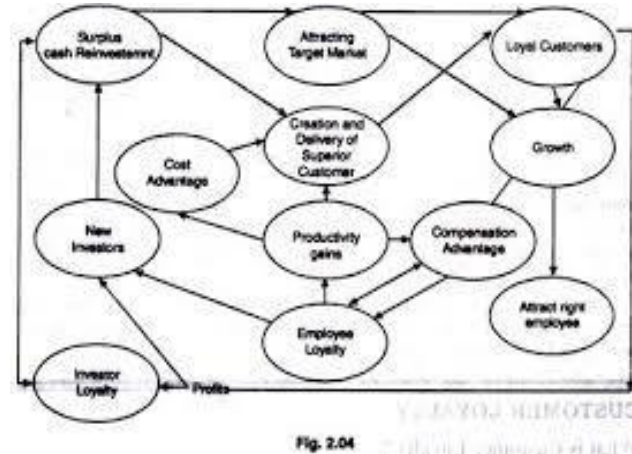 Surplus
cash Reinvestemnt
Attracting
Target Market
Loyal Customers
Creation and
Delivery of
Superior
Customer
Growth
Cost
Advantage
New
Investors
Productivity
gains
Compensation
Advantage
Attract right
employee
Employee
Loyalty
Investor
Loyalty
Profits
CUSTOMER LOYALTY
Fig. 2.04